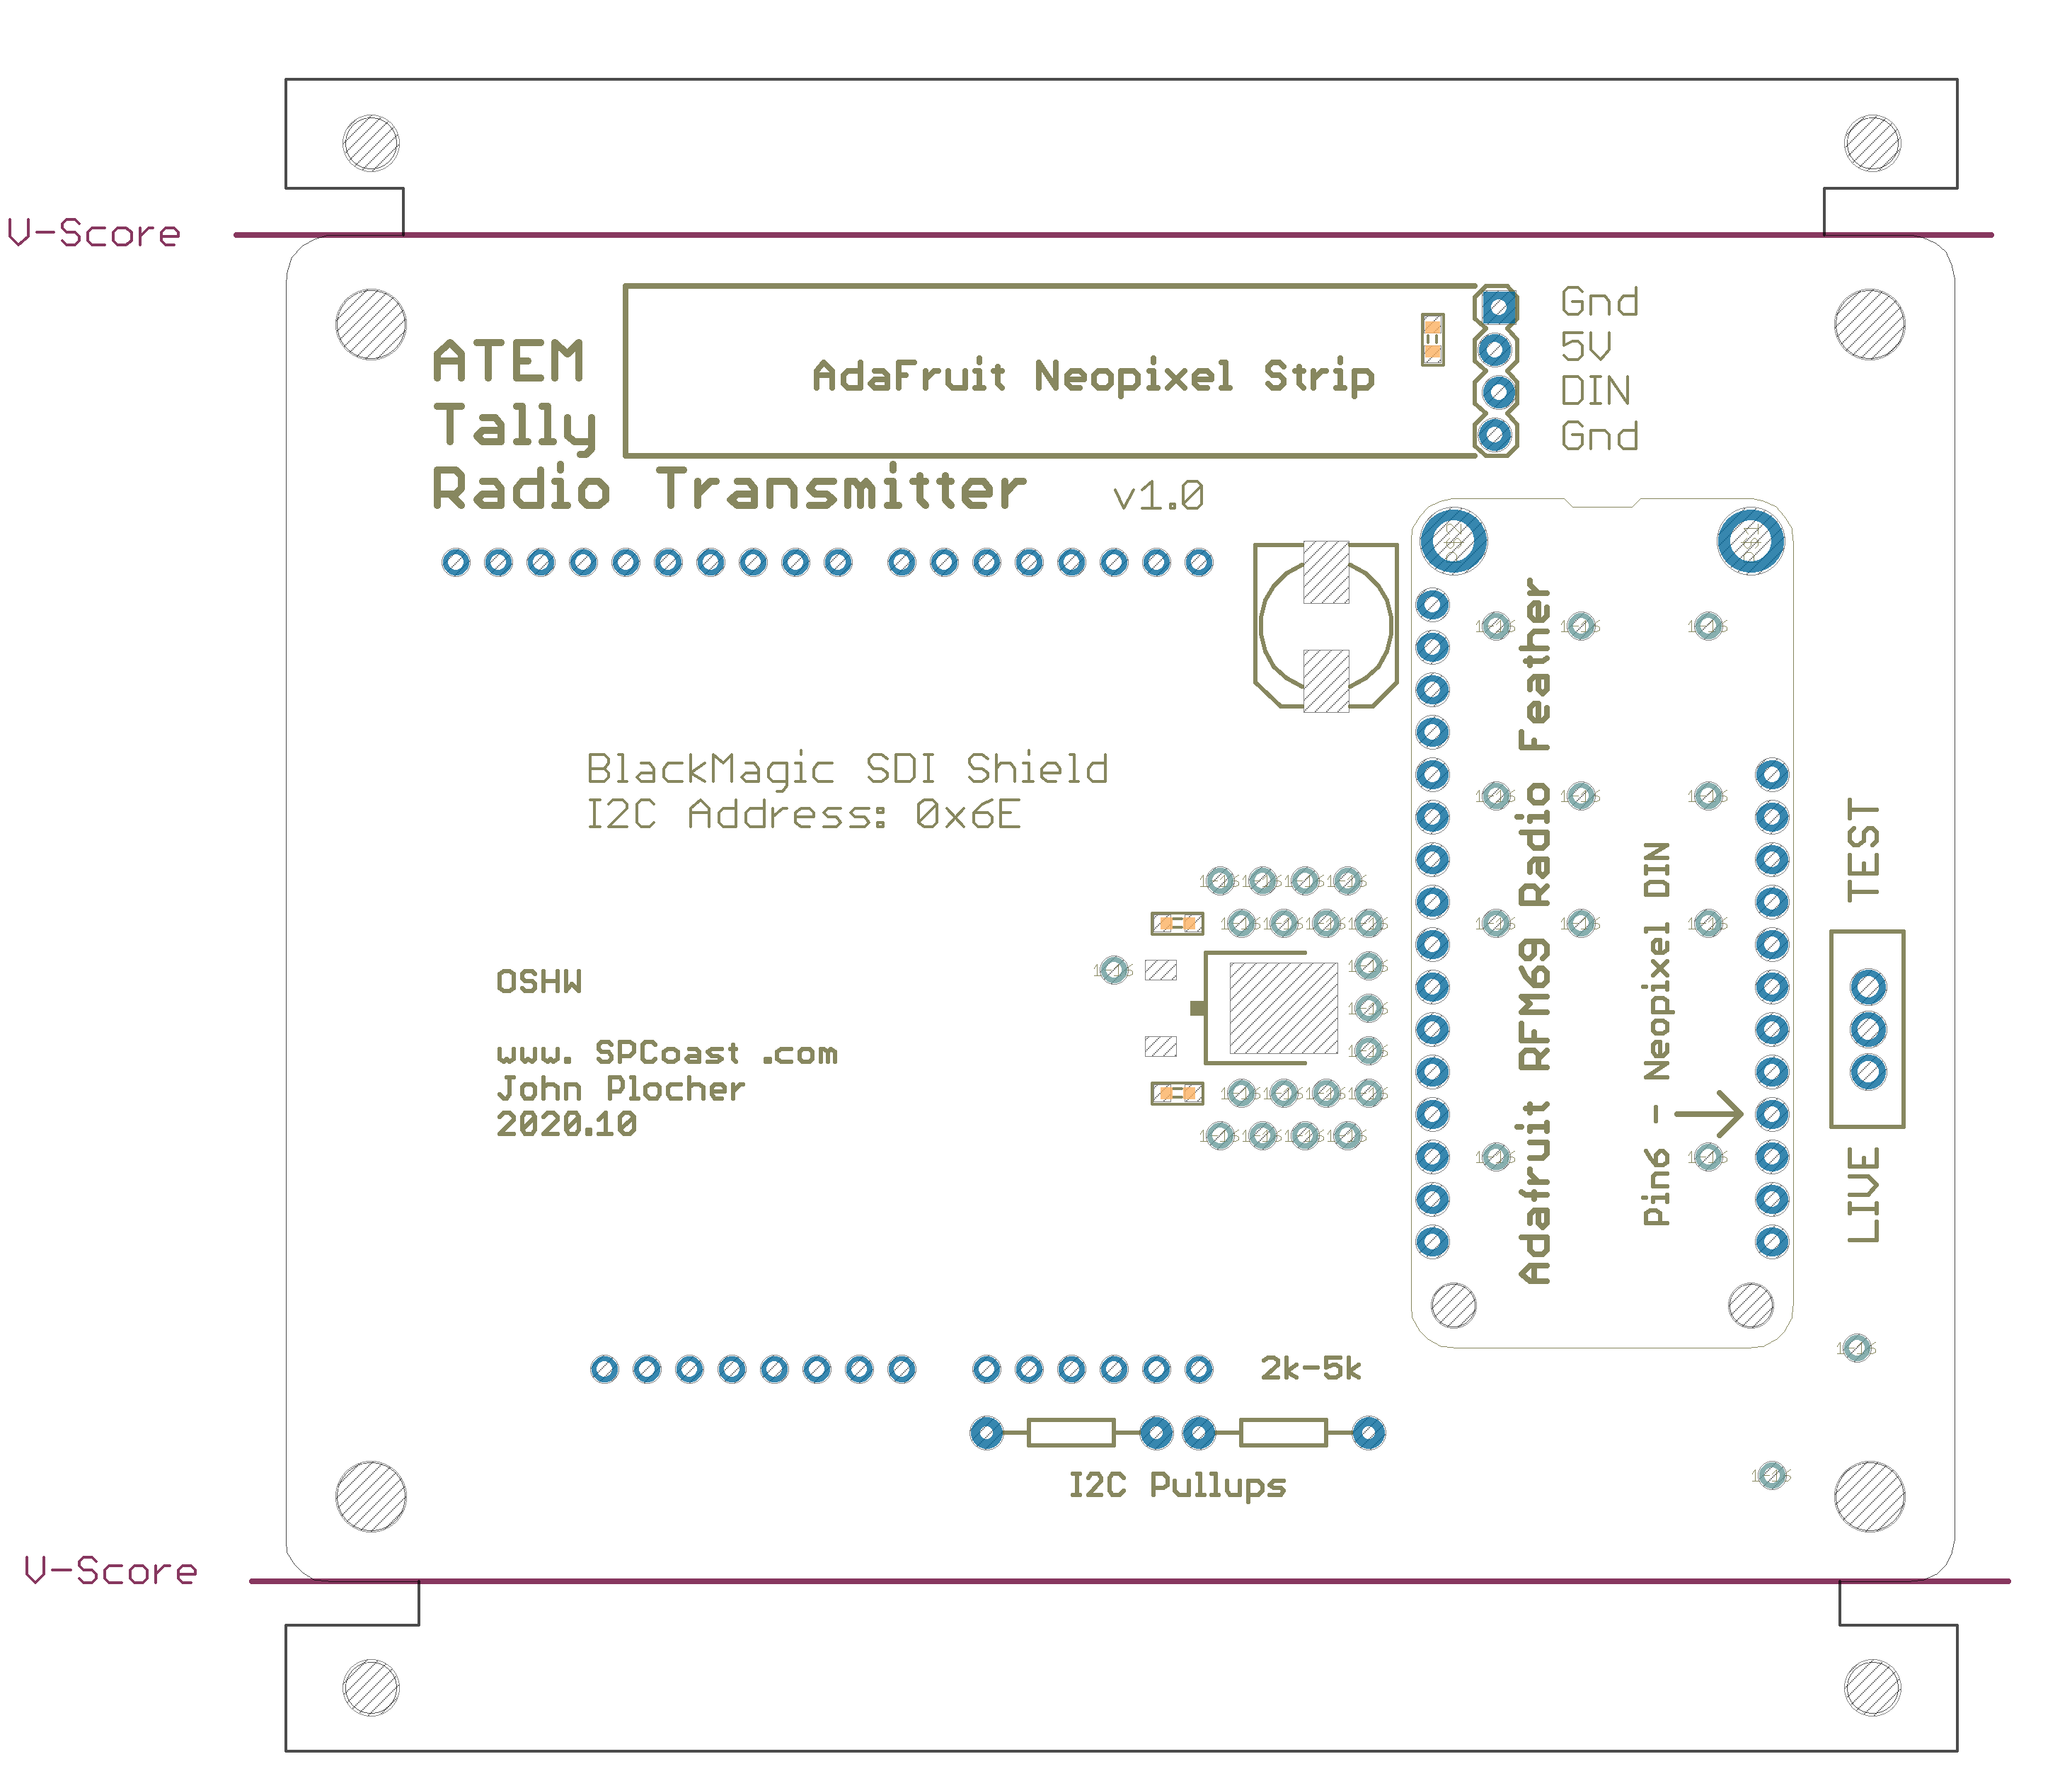 V-Score
Gnd
5V
DIN
Gnd
ATEM
Tally
Radio Transmitter
v1.0
AdaFruit Neopixel Strip
BlackMagic SDI Shield
I2C Address: 0x6E
Adafruit RFM69 Radio Feather
Pin6 - Neopixel DIN
TEST
LIVE
OSHW
www.SPCoast.com
John Plocher
2020.10
2k-5k
I2C Pullups
V-Score